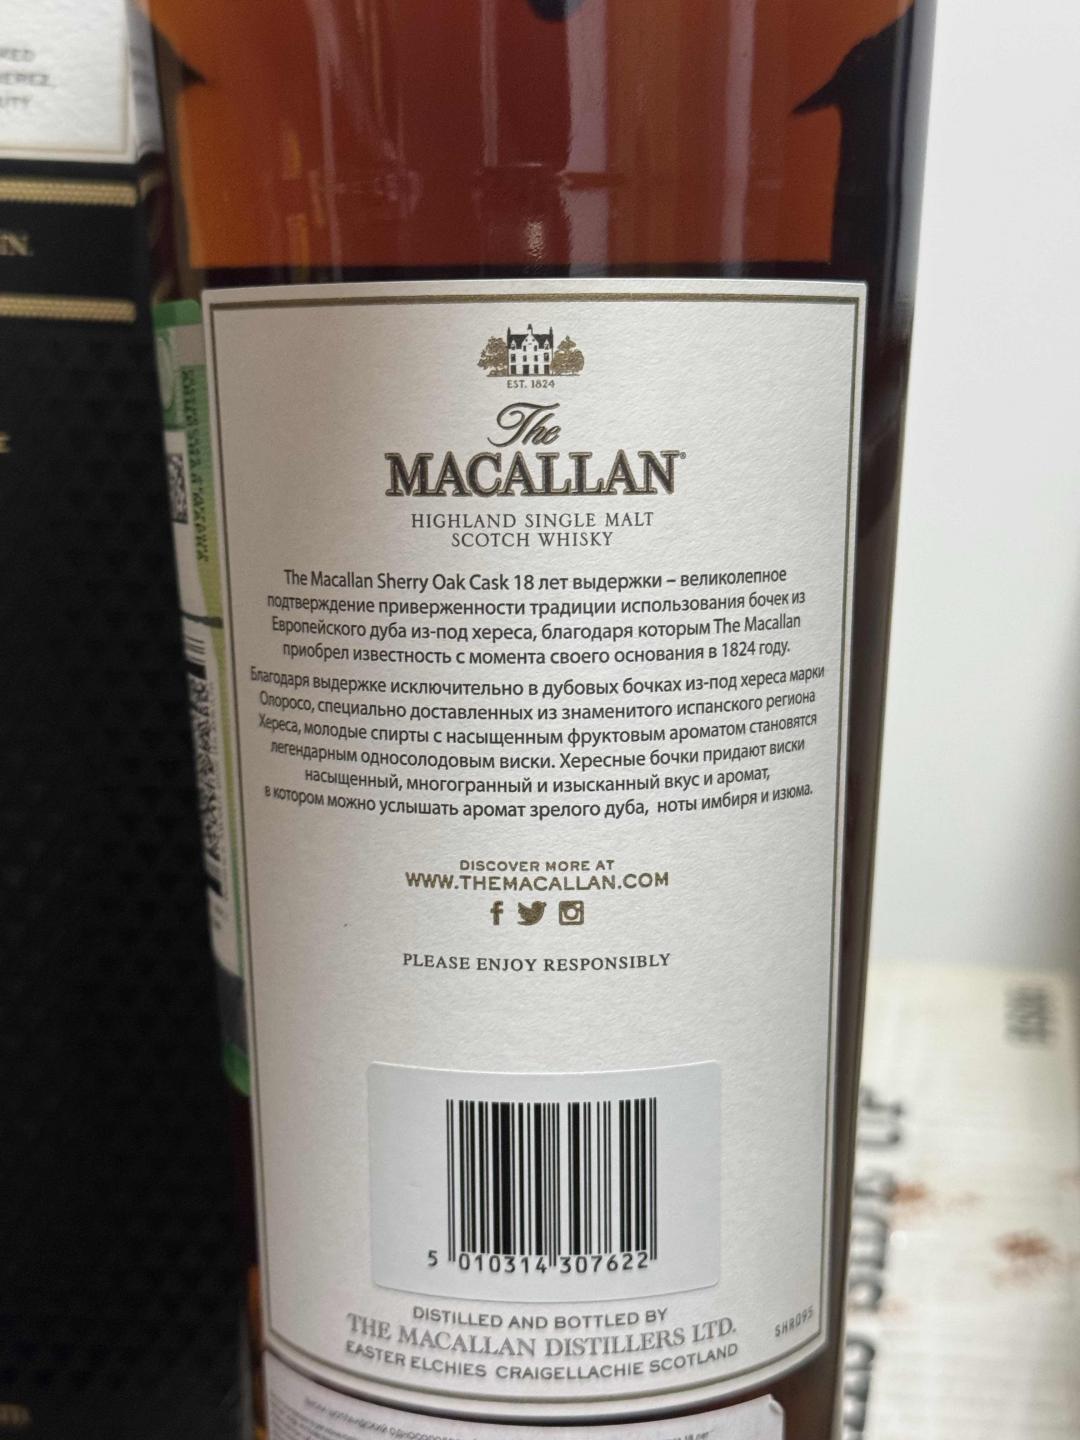 EST. 1824
The
MACALLAN
HIGHLAND SINGLE MALT
SCOTCH WHISKY
The Macallan Sherry Oak Cask 18 лет выдержки – великолепное
подтверждение приверженности традиции использования бочек из
Европейского дуба из-под хереса, благодаря которым The Macallan
приобрел известность с момента своего основания в 1824 году.
Благодаря выдержке исключительно в дубовых бочках из-под хереса марки
Олоросо, специально доставленных из знаменитого испанского региона
Хереса, молодые спирты с насыщенным фруктовым ароматом становятся
легендарным односолодовым виски. Хересные бочки придают виски
насыщенный, многогранный и изысканный вкус и аромат,
в котором можно услышать аромат зрелого дуба, ноты имбиря и изюма.
DISCOVER MORE AT
WWW.THEMACALLAN.COM
PLEASE ENJOY RESPONSIBLY
5 010314 307622
DISTILLED AND BOTTLED BY
THE MACALLAN DISTILLERS LTD.
EASTER ELCHIES CRAIGELLACHIE SCOTLAND
SHR095